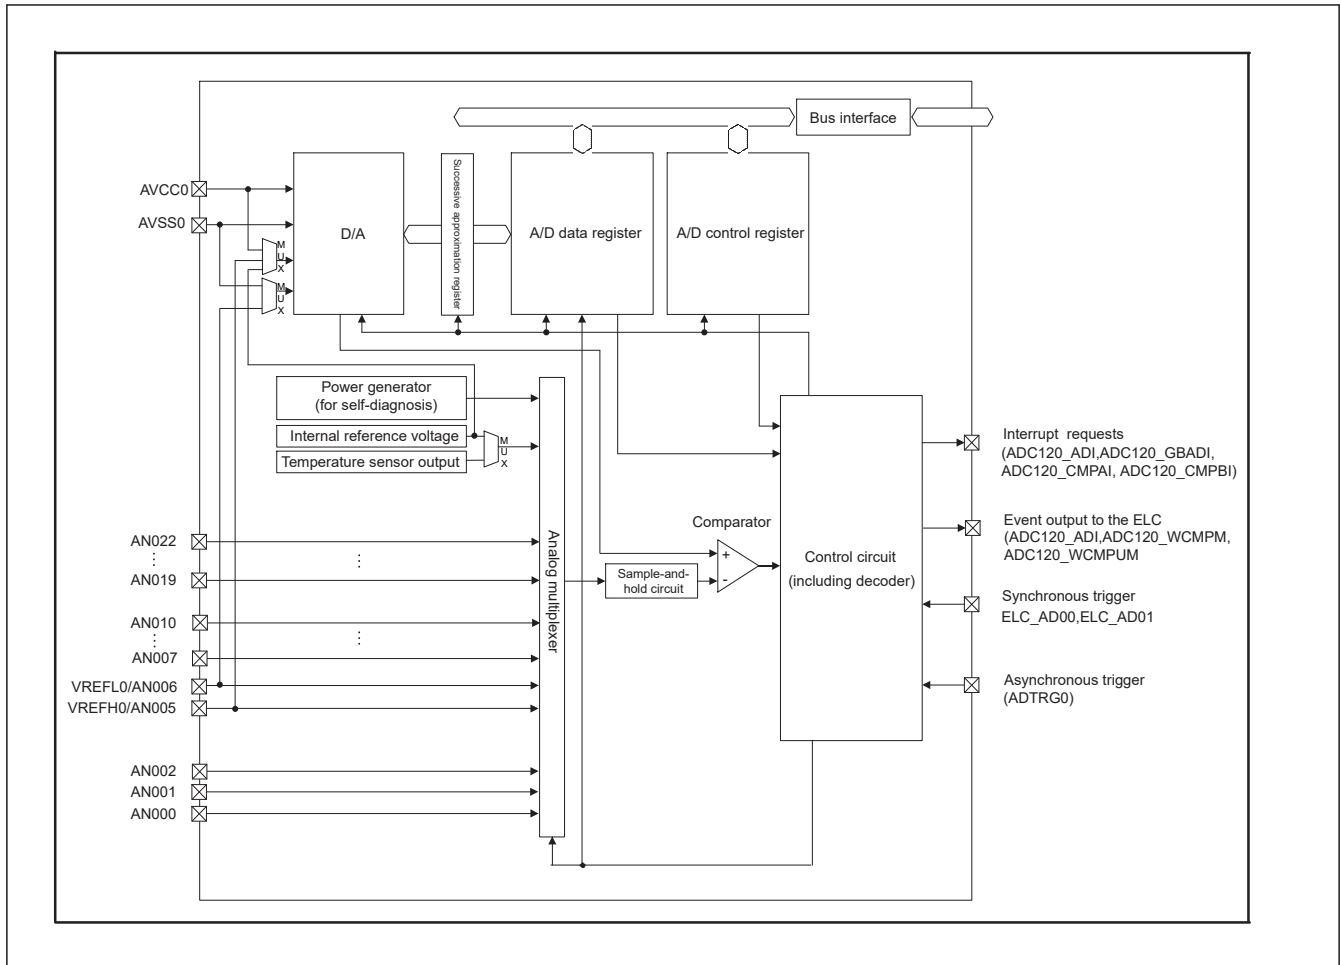 Bus interface
AVCC0
AVSS0
D/A
Successive approximation register
A/D data register
A/D control register
MUX
MUX
Power generator
(for self-diagnosis)
Internal reference voltage
Temperature sensor output
MUX
Interrupt requests
(ADC120_ADI,ADC120_GBADI,
ADC120_CMPAI, ADC120_CMPBI)
Event output to the ELC
(ADC120_ADI,ADC120_WCMPM,
ADC120_WCMPUM
Synchronous trigger
ELC_AD00,ELC_AD01
Asynchronous trigger
(ADTRG0)
Comparator
+
-
Sample-and-
hold circuit
Control circuit
(including decoder)
Analog multiplexer
AN022
⋮
⋮
AN019
AN010
⋮
⋮
AN007
VREFL0/AN006
VREFH0/AN005
AN002
AN001
AN000